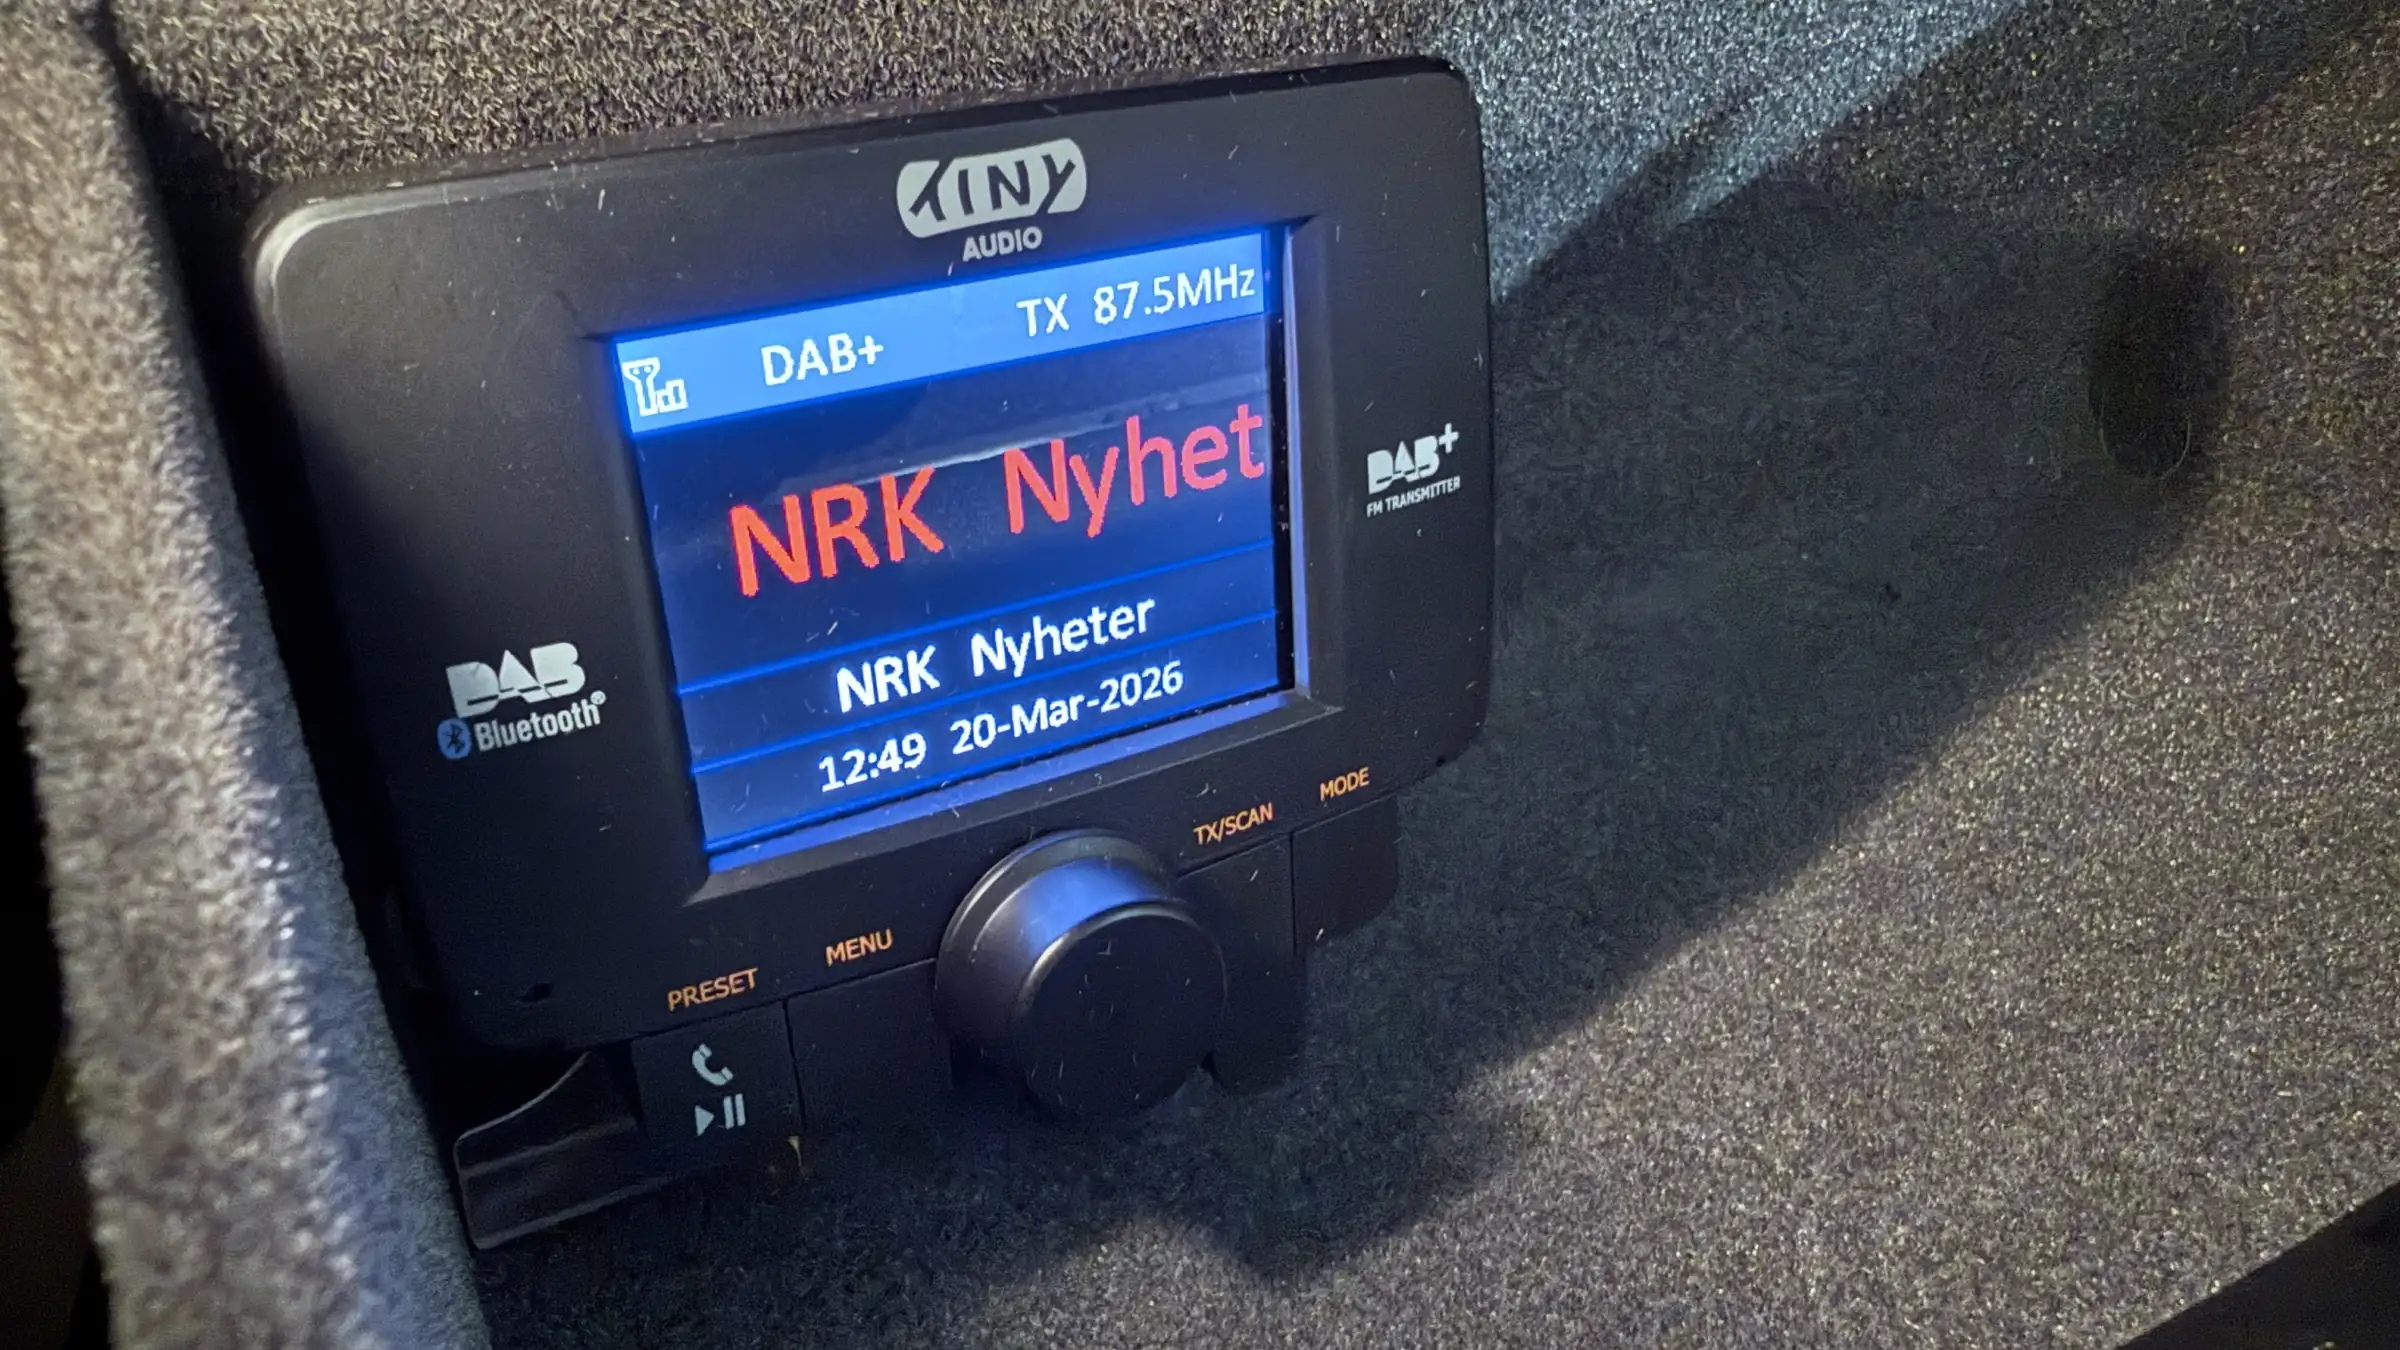 TINY
AUDIO
DAB+ TX 87.5MHz
NRK Nyhet
NRK Nyheter
12:49 20-Mar-2026
DAB
Bluetooth®
DAB+
FM TRANSMITTER
PRESET
MENU
TX/SCAN
MODE